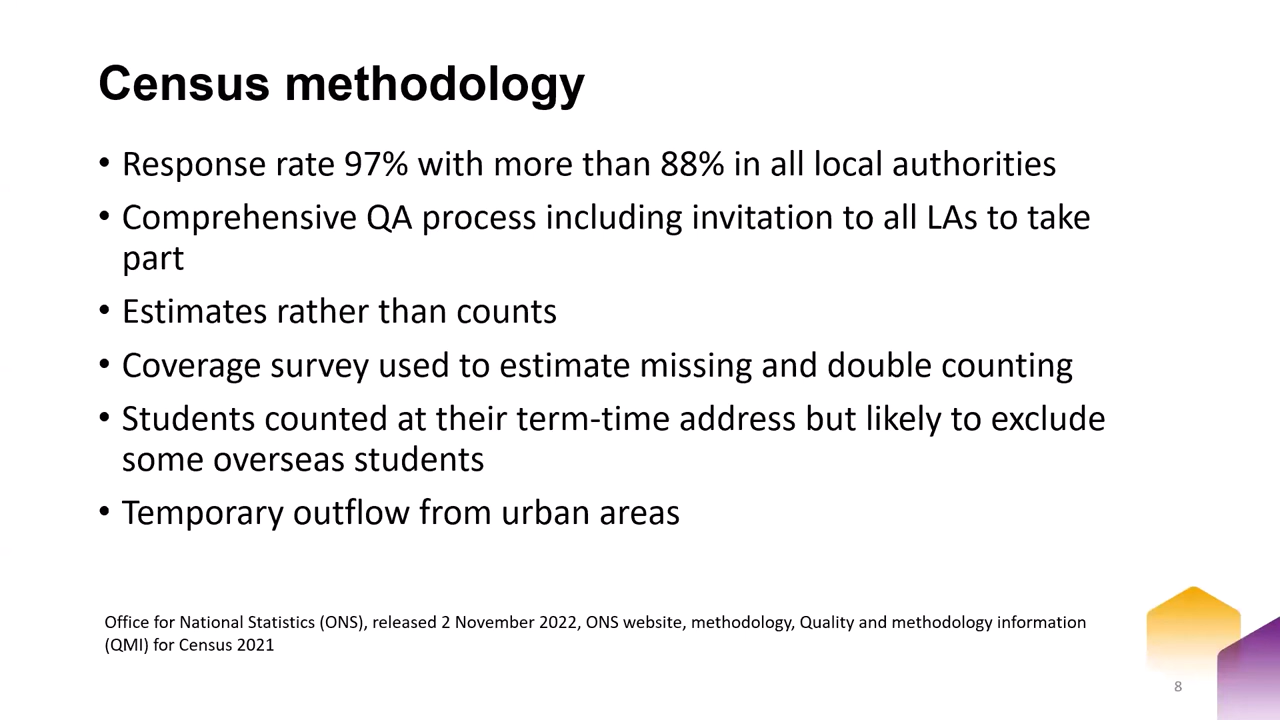 Census methodology
• Response rate 97% with more than 88% in all local authorities
• Comprehensive QA process including invitation to all LAs to take
part
• Estimates rather than counts
• Coverage survey used to estimate missing and double counting
• Students counted at their term-time address but likely to exclude
some overseas students
• Temporary outflow from urban areas
Office for National Statistics (ONS), released 2 November 2022, ONS website, methodology, Quality and methodology information
(QMI) for Census 2021
8